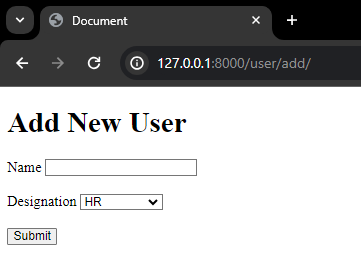 Document
127.0.0.1:8000/user/add/
Add New User
Name
Designation HR
Submit